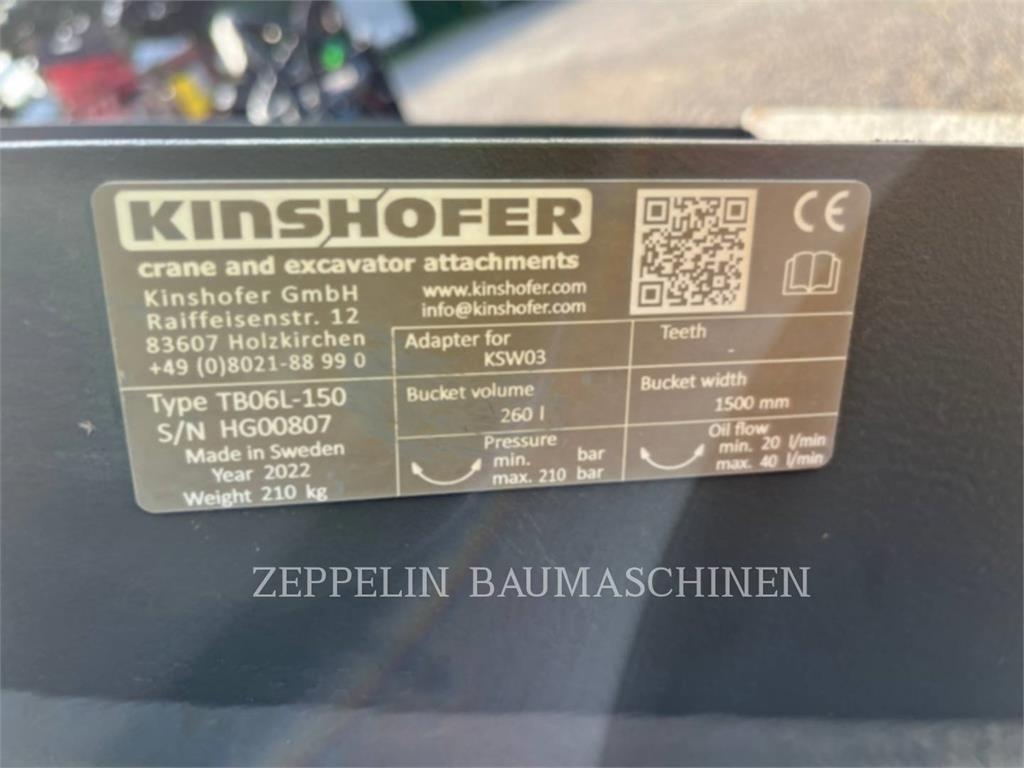 KINSHOFER
crane and excavator attachments
Kinshofer GmbH
Raiffeisenstr. 12
83607 Holzkirchen
+49 (0)8021-88 99 0
www.kinshofer.com
info@kinshofer.com
CE
Type TB06L-150
S/N HG00807
Made in Sweden
Year 2022
Weight 210 kg
Adapter for
KSW03
Teeth
Bucket volume
260 l
Bucket width
1500 mm
Pressure
min. bar
max. 210 bar
Oil flow
min. 20 l/min
max. 40 l/min
ZEPPELIN BAUMASCHINEN